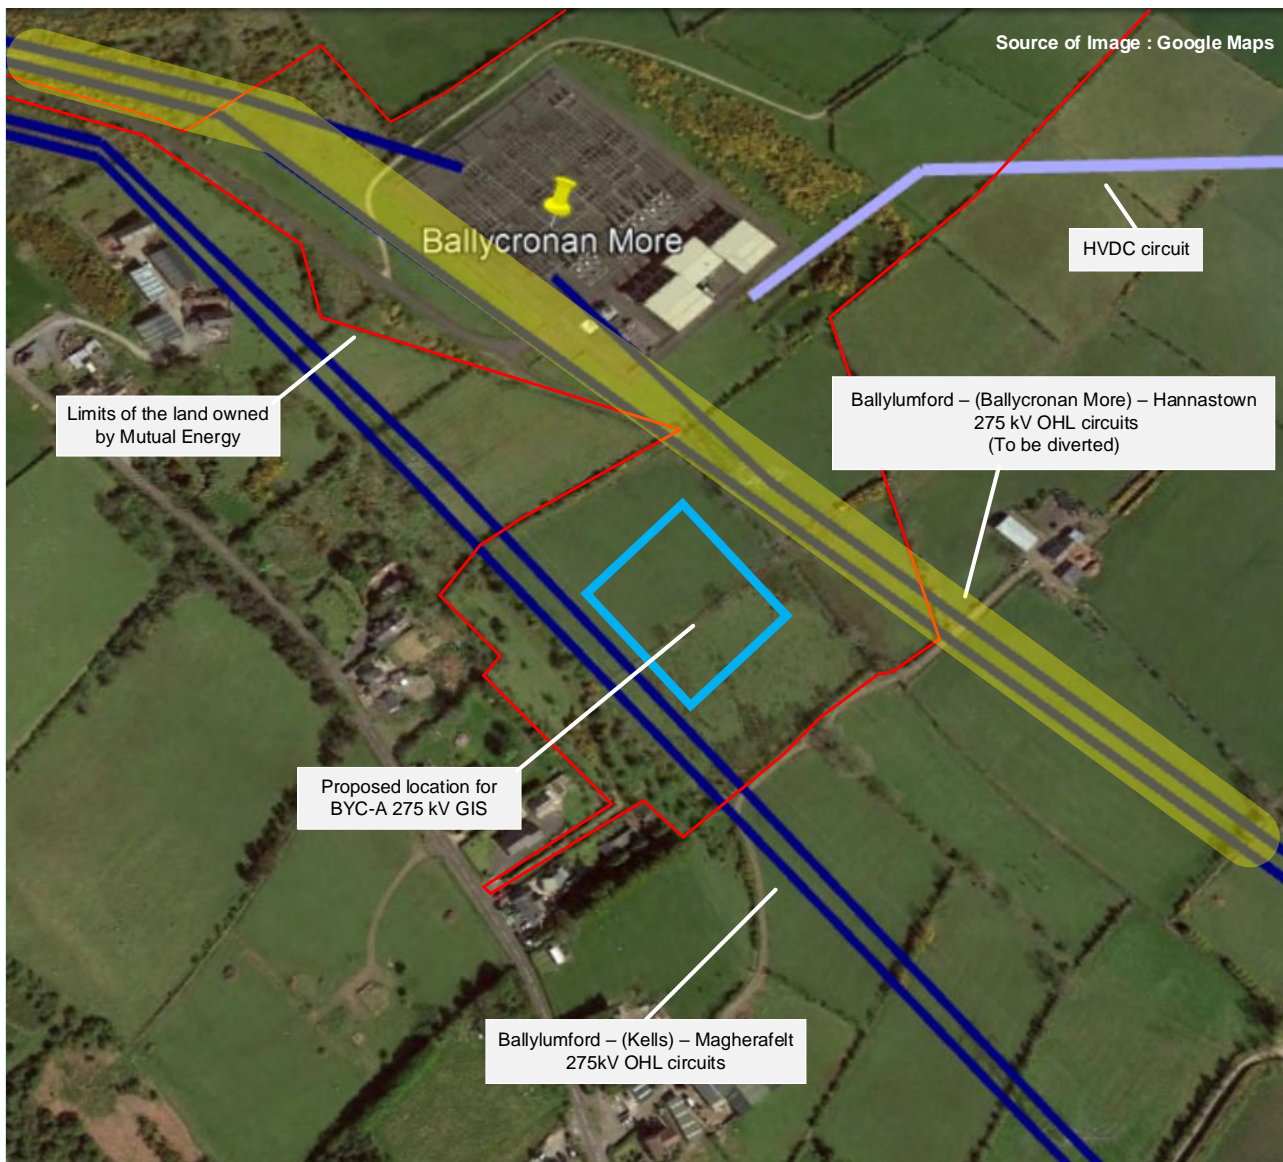 Source of Image : Google Maps
Ballycronan More
HVDC circuit
Limits of the land owned
by Mutual Energy
Ballylumford – (Ballycronan More) – Hannastown
275 kV OHL circuits
(To be diverted)
Proposed location for
BYC-A 275 kV GIS
Ballylumford – (Kells) – Magherafelt
275kV OHL circuits